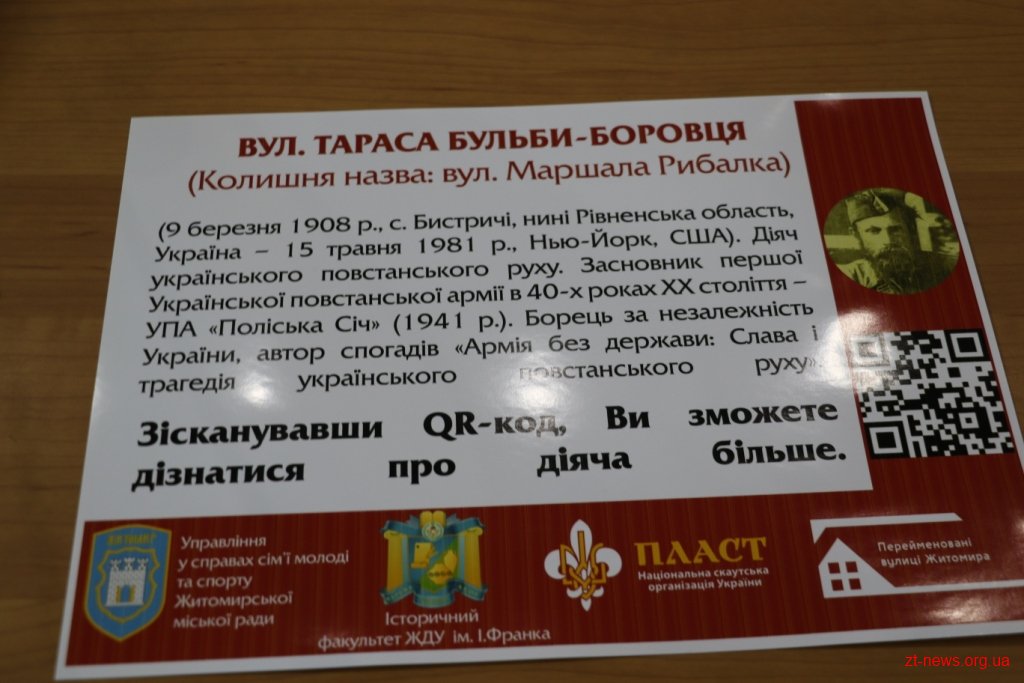 ВУЛ. ТАРАСА БУЛЬБИ-БОРОВЦЯ
(Колишня назва: вул. Маршала Рибалка)
(9 березня 1908 р., с. Бистричі, нині Рівненська область,
Україна – 15 травня 1981 р., Нью-Йорк, США). Діяч
українського повстанського руху. Засновник першої
Української повстанської армії в 40-х роках ХХ століття –
УПА «Поліська Січ» (1941 р.). Борець за незалежність
України, автор спогадів «Армія без держави: Слава і
трагедія українського повстанського руху».
Зісканувавши QR-код, Ви зможете
дізнатися про діяча більше.
ЖИТОМИР
Управління
у справах сім'ї молоді
та спорту
Житомирської
міської ради
Історичний
факультет ЖДУ ім. І.Франка
ПЛАСТ
Національна скаутська
організація України
Перейменовані
вулиці Житомира
zt-news.org.ua